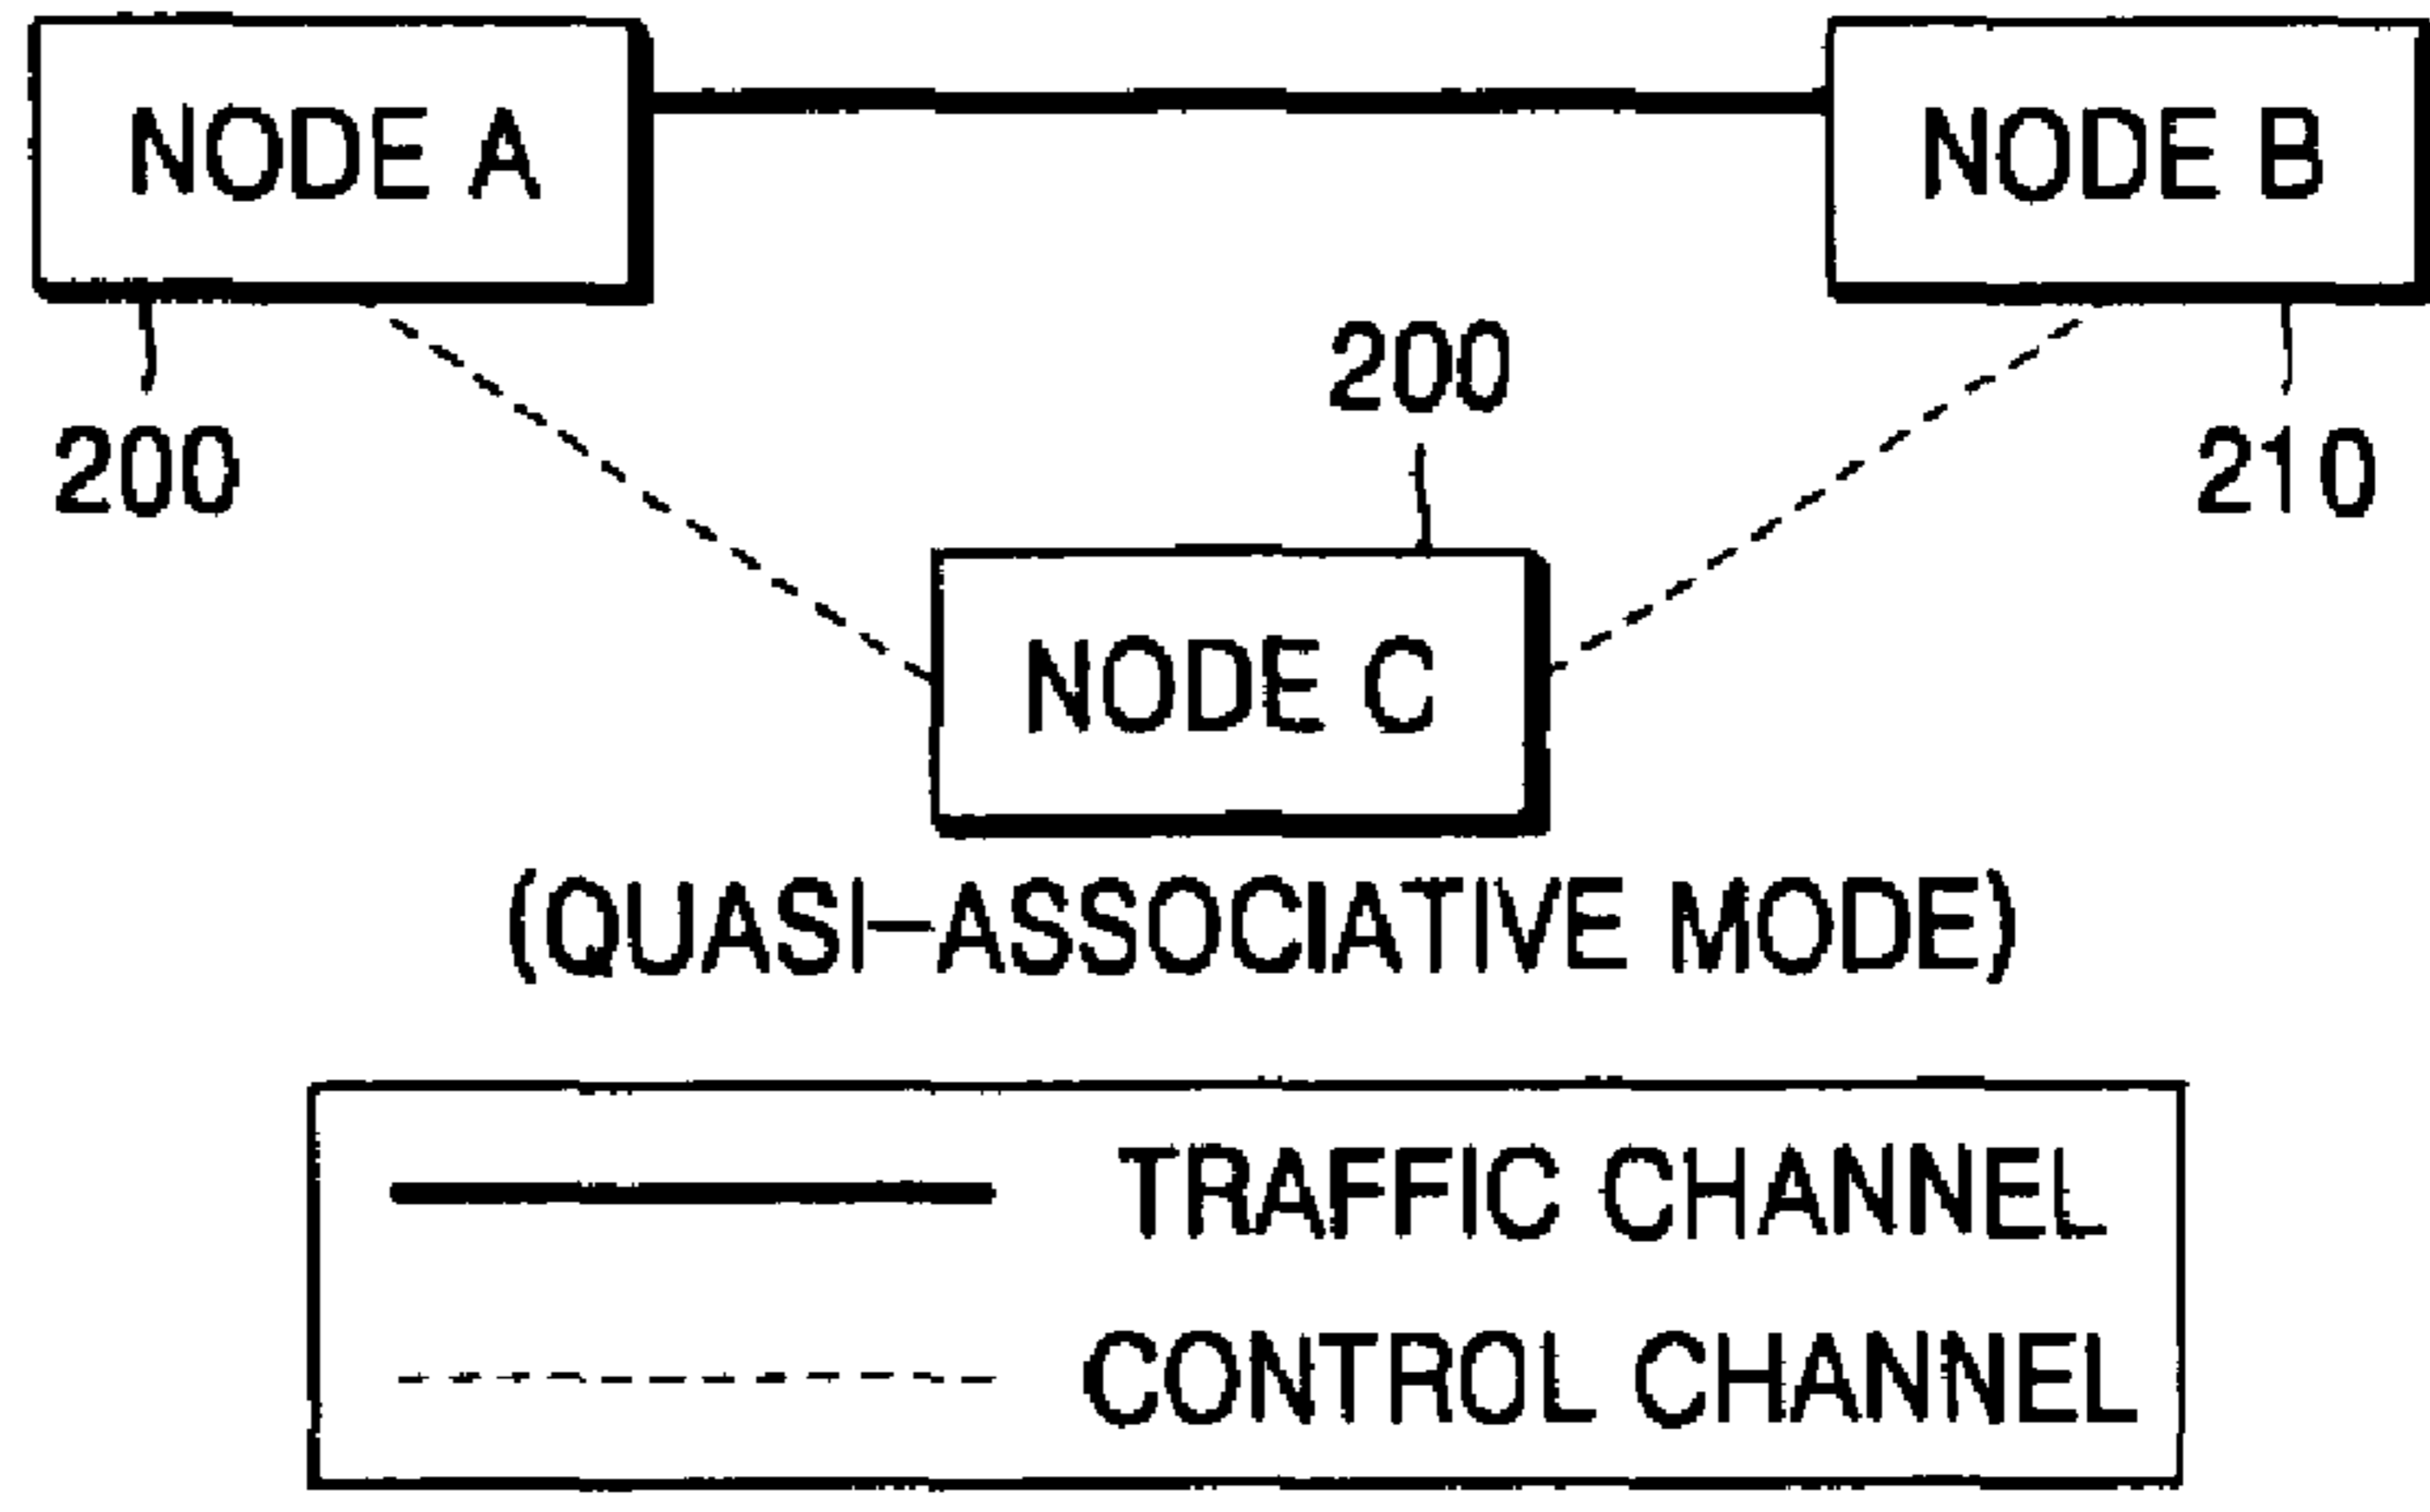 NODE A
NODE B
200
200
210
NODE C
(QUASI-ASSOCIATIVE MODE)
TRAFFIC CHANNEL
CONTROL CHANNEL